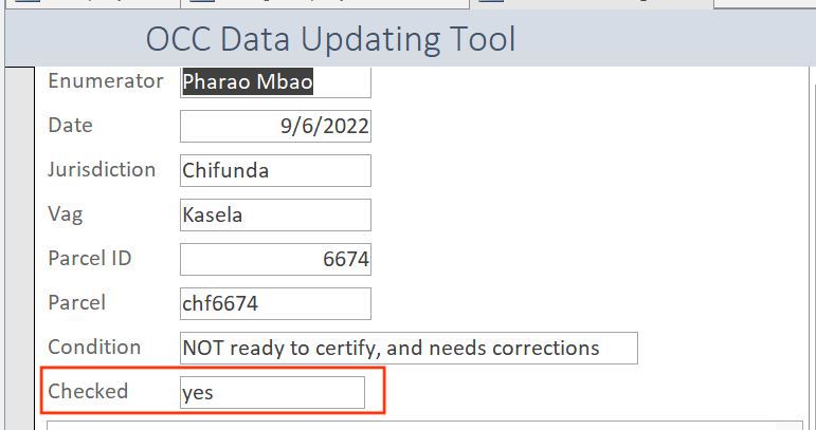 OCC Data Updating Tool
Enumerator Pharao Mbao
Date 9/6/2022
Jurisdiction Chifunda
Vag Kasela
Parcel ID 6674
Parcel chf6674
Condition NOT ready to certify, and needs corrections
Checked yes